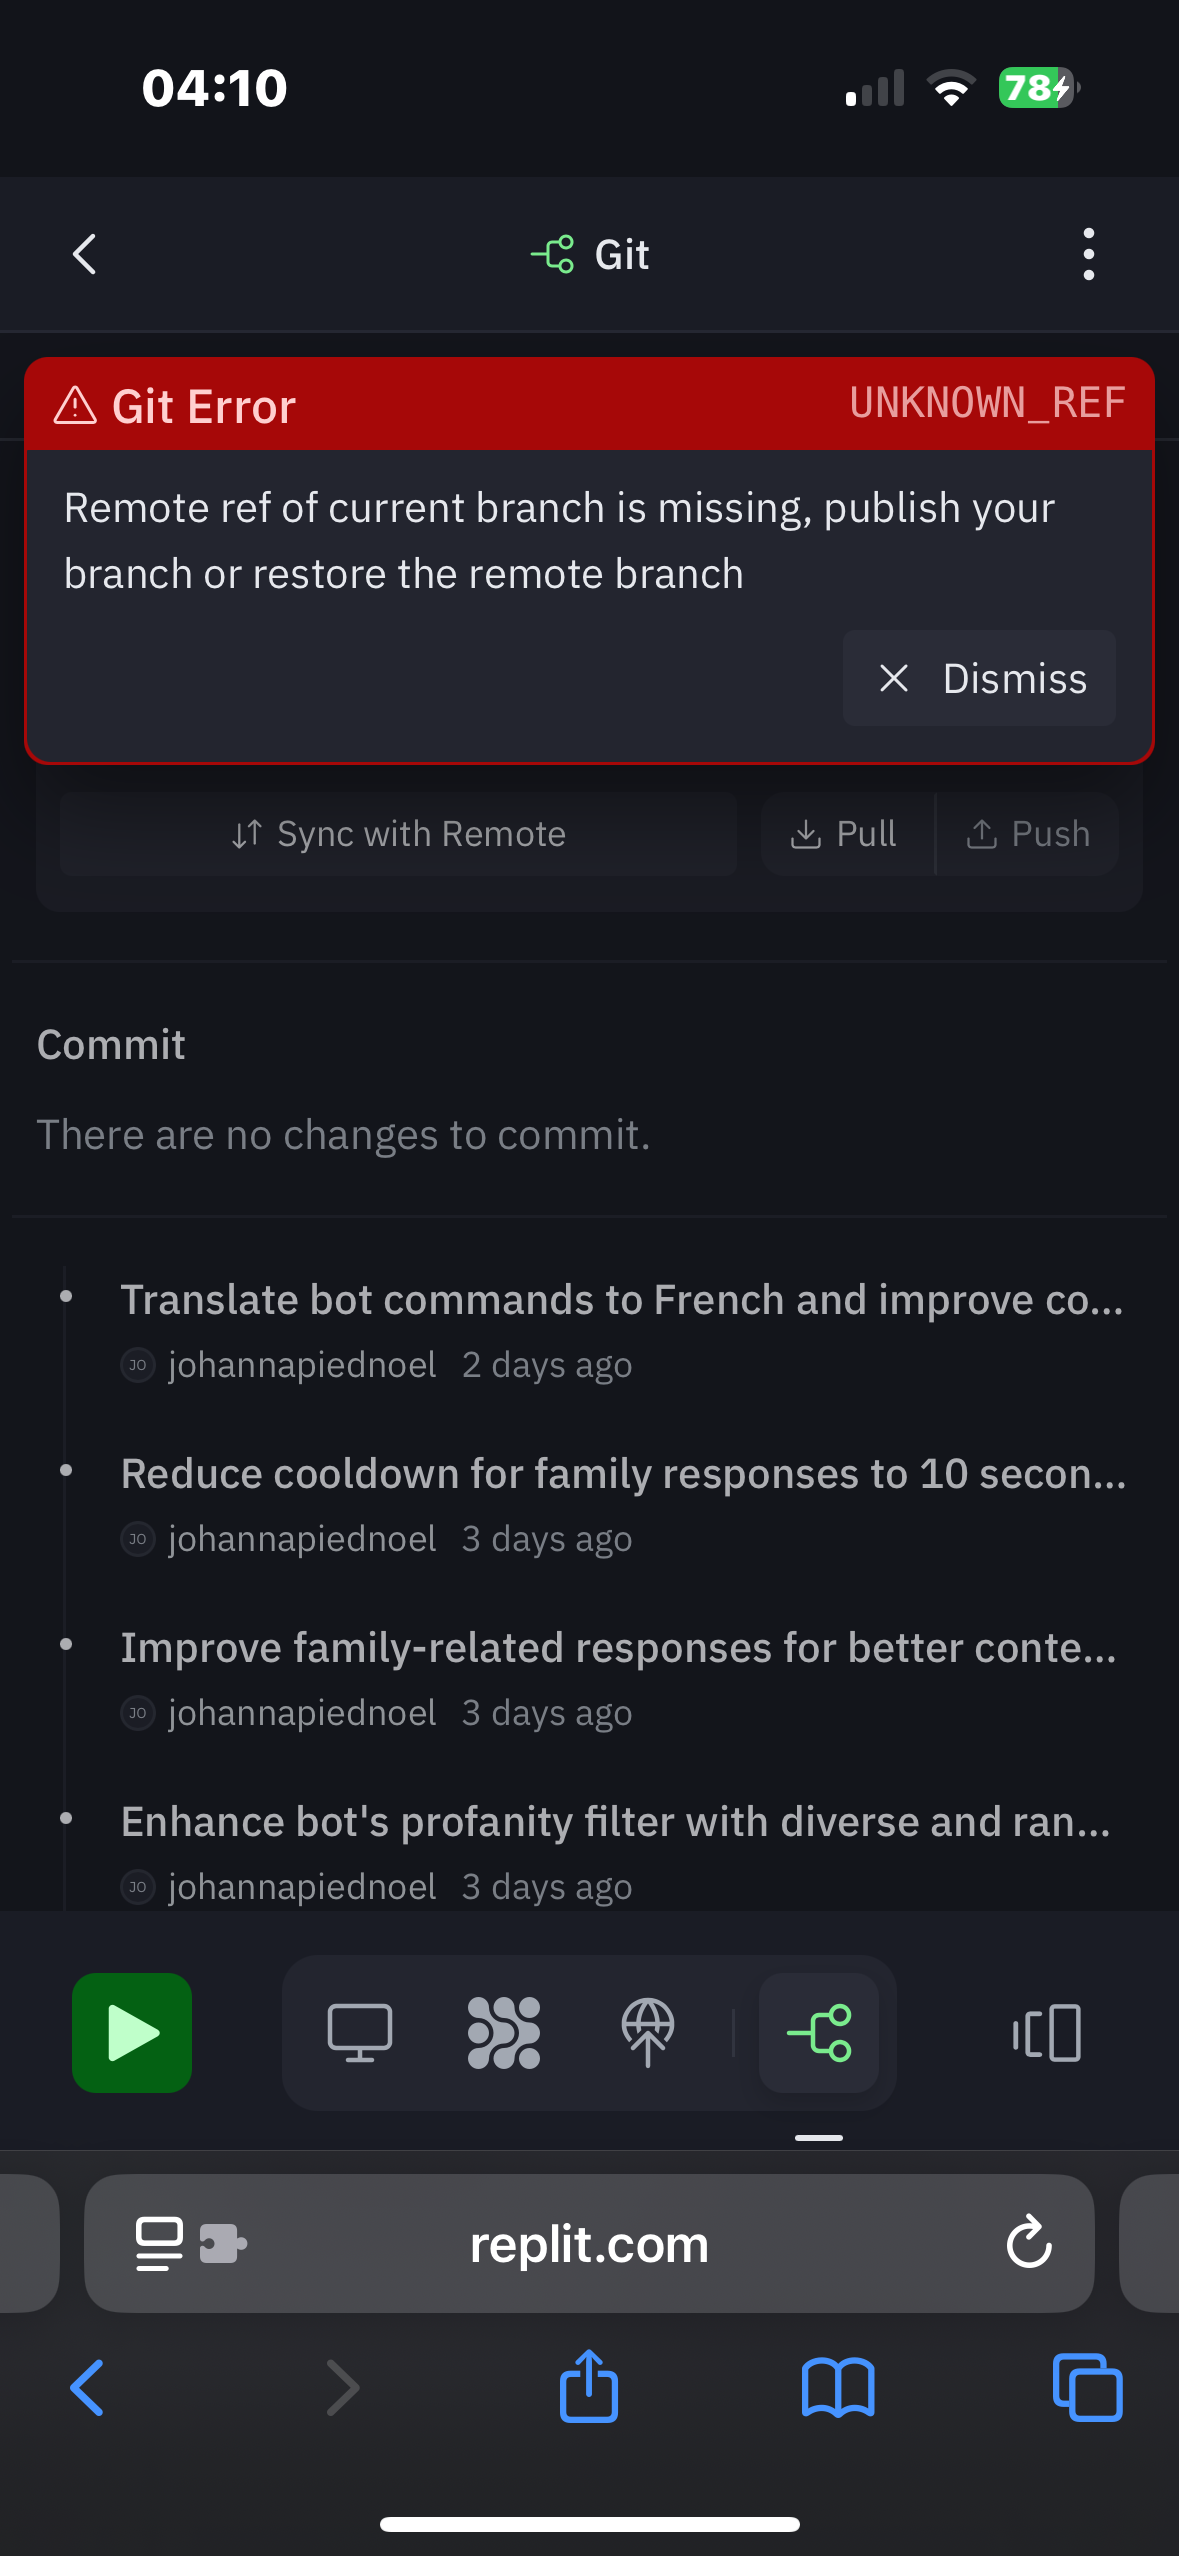 04:10
78
Git
Git Error
UNKNOWN_REF
Remote ref of current branch is missing, publish your
branch or restore the remote branch
Dismiss
Sync with Remote
Pull
Push
Commit
There are no changes to commit.
Translate bot commands to French and improve co...
JO johannapiednoel 2 days ago
Reduce cooldown for family responses to 10 secon...
JO johannapiednoel 3 days ago
Improve family-related responses for better conte...
JO johannapiednoel 3 days ago
Enhance bot's profanity filter with diverse and ran...
JO johannapiednoel 3 days ago
replit.com